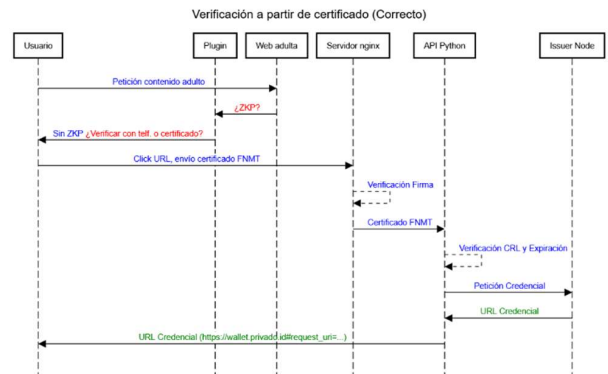 Verificación a partir de certificado (Correcto)
Usuario
Plugin
Web adulta
Servidor nginx
API Python
Issuer Node
Petición contenido adulto
¿ZKP?
Sin ZKP ¿Verificar con telf. o certificado?
Click URL, envío certificado FNMT
Verificación Firma
Certificado FNMT
Verificación CRL y Expiración
Petición Credencial
URL Credencial
URL Credencial (https://wallet.privado.id#request_uri=...)